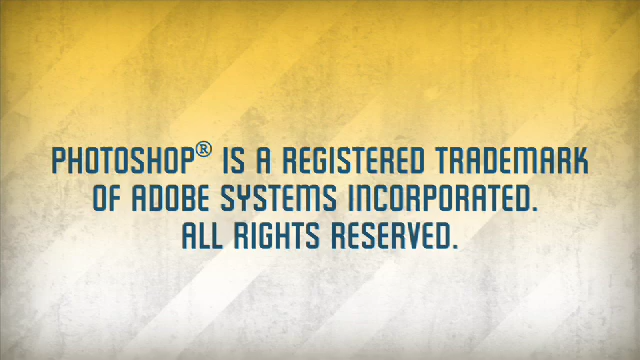 PHOTOSHOP® IS A REGISTERED TRADEMARK
OF ADOBE SYSTEMS INCORPORATED.
ALL RIGHTS RESERVED.